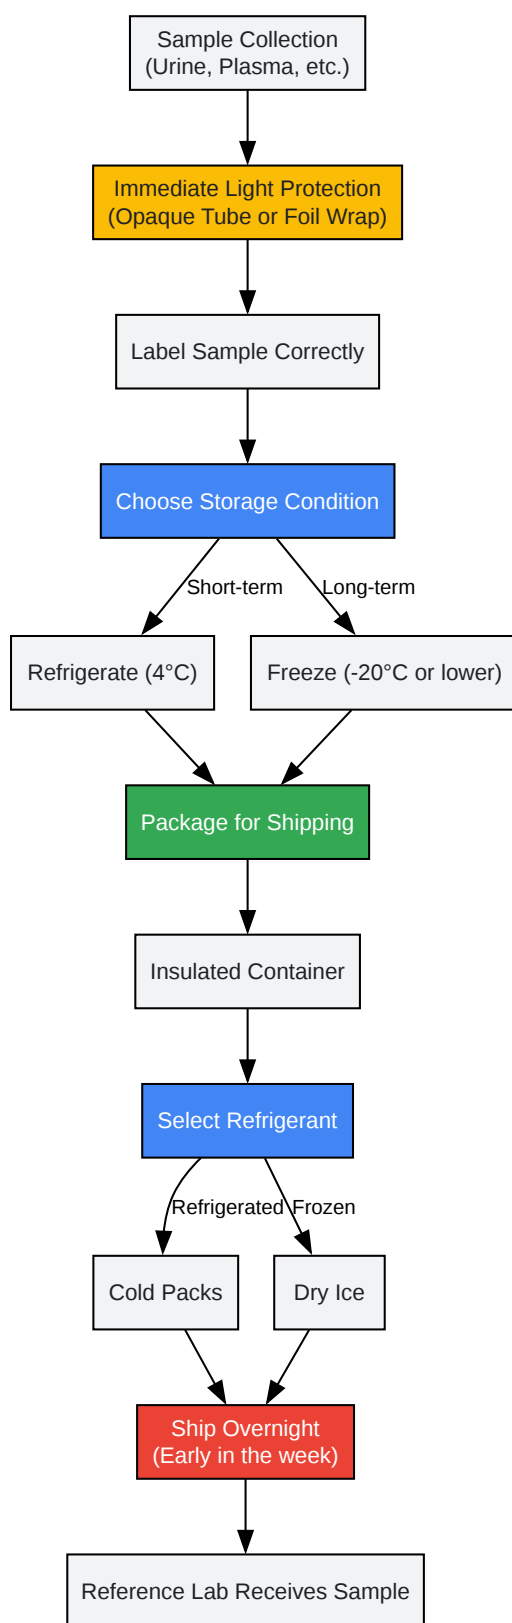 Sample Collection
(Urine, Plasma, etc.)
Immediate Light Protection
(Opaque Tube or Foil Wrap)
Label Sample Correctly
Choose Storage Condition
Short-term
Long-term
Refrigerate (4°C)
Freeze (-20°C or lower)
Package for Shipping
Insulated Container
Select Refrigerant
Refrigerated
Frozen
Cold Packs
Dry Ice
Ship Overnight
(Early in the week)
Reference Lab Receives Sample